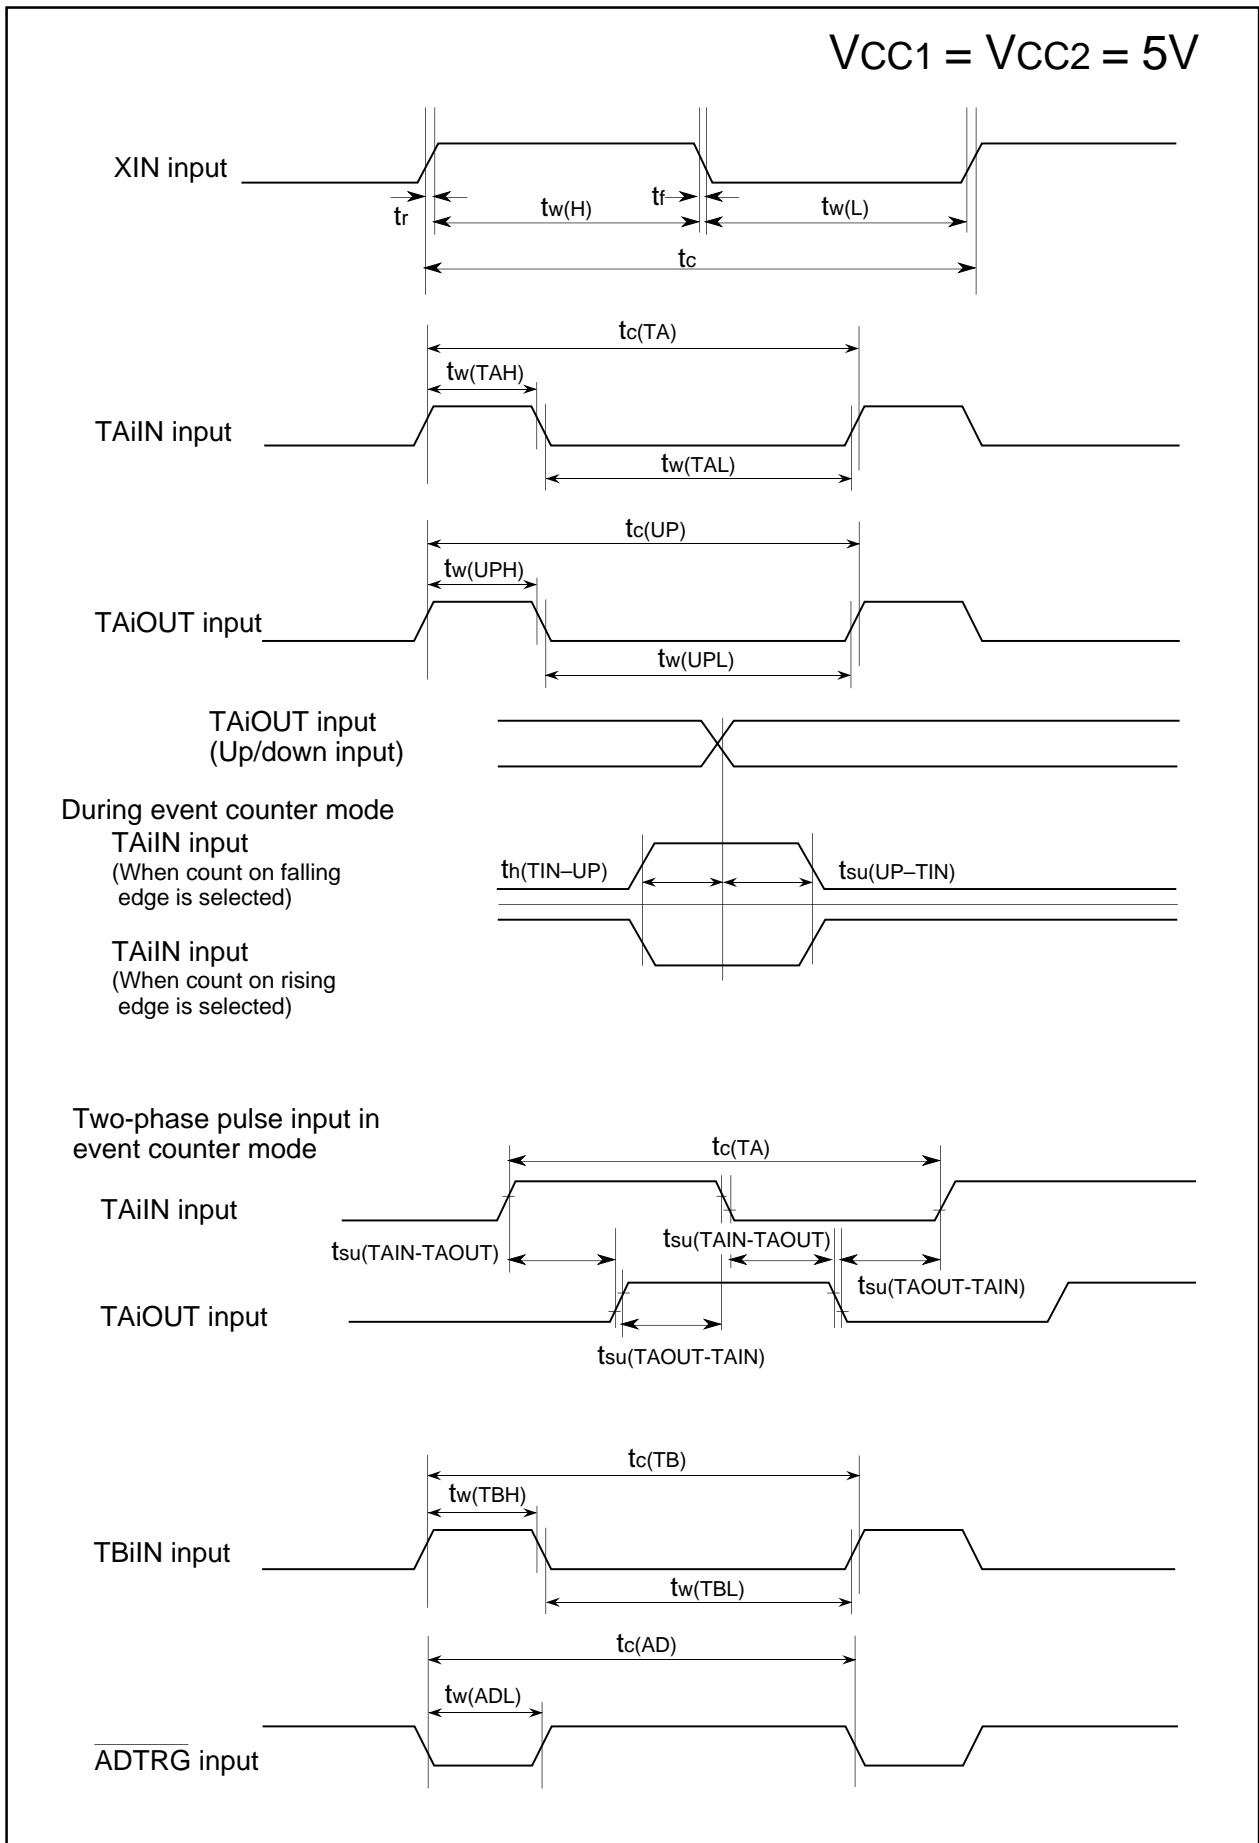 VCC1 = VCC2 = 5V
XIN input
tr
tw(H)
tf
tw(L)
tc
tc(TA)
tw(TAH)
TAiIN input
tw(TAL)
tc(UP)
tw(UPH)
TAiOUT input
tw(UPL)
TAiOUT input
(Up/down input)
During event counter mode
TAiIN input
(When count on falling
edge is selected)
th(TIN–UP)
tsu(UP–TIN)
TAiIN input
(When count on rising
edge is selected)
Two-phase pulse input in
event counter mode
tc(TA)
TAiIN input
tsu(TAIN-TAOUT)
tsu(TAIN-TAOUT)
tsu(TAOUT-TAIN)
TAiOUT input
tsu(TAOUT-TAIN)
tc(TB)
tw(TBH)
TBiIN input
tw(TBL)
tc(AD)
tw(ADL)
ADTRG input